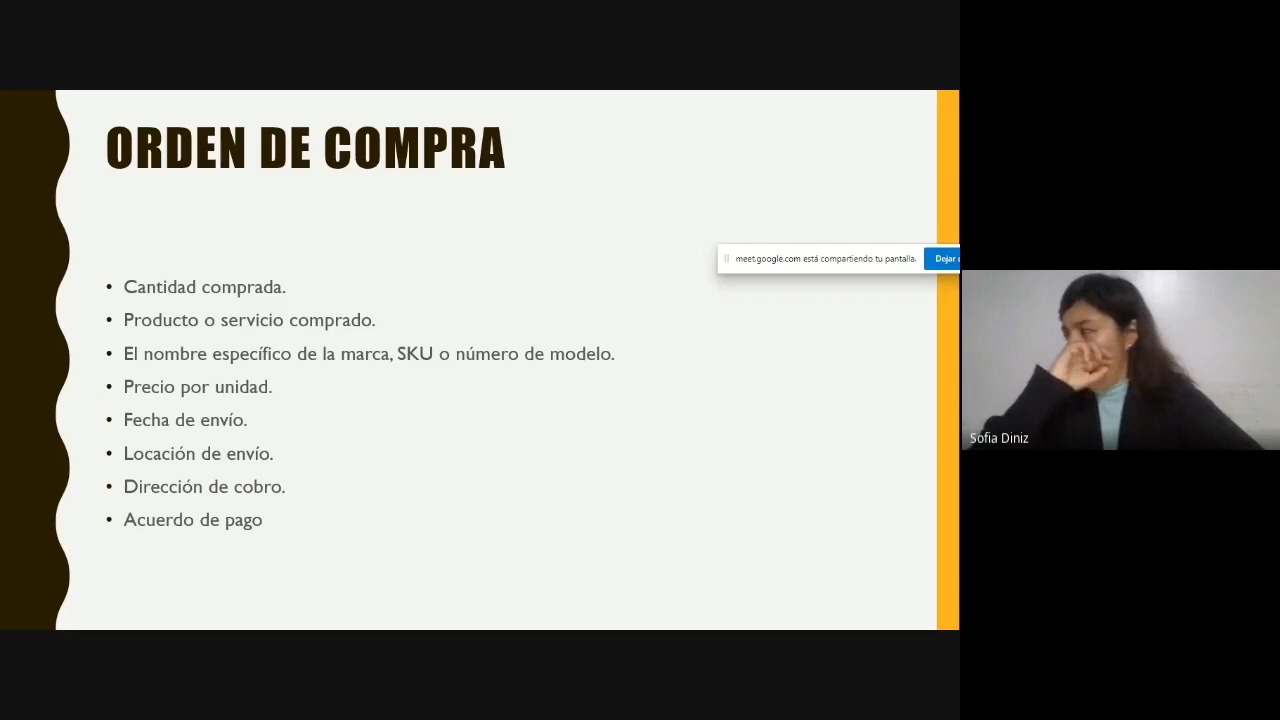 ORDEN DE COMPRA
meet.google.com está compartiendo tu pantalla.
Dejar
• Cantidad comprada.
• Producto o servicio comprado.
• El nombre específico de la marca, SKU o número de modelo.
• Precio por unidad.
• Fecha de envío.
• Locación de envío.
• Dirección de cobro.
• Acuerdo de pago
Sofia Diniz